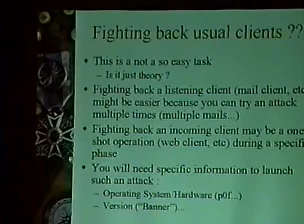 Fighting back usual clients ??
• This is a not a so easy task
– Is it just theory ?
• Fighting back a listening client (mail client, etc
might be easier because you can try an attack
multiple times (multiple mails...)
• Fighting an incoming client may be a one
shot operation (web client, etc) during a specifi
phase
• You will need specific information to launch
such an attack :
– Operating System/Hardware (p0f...)
– Version ("Banner")...